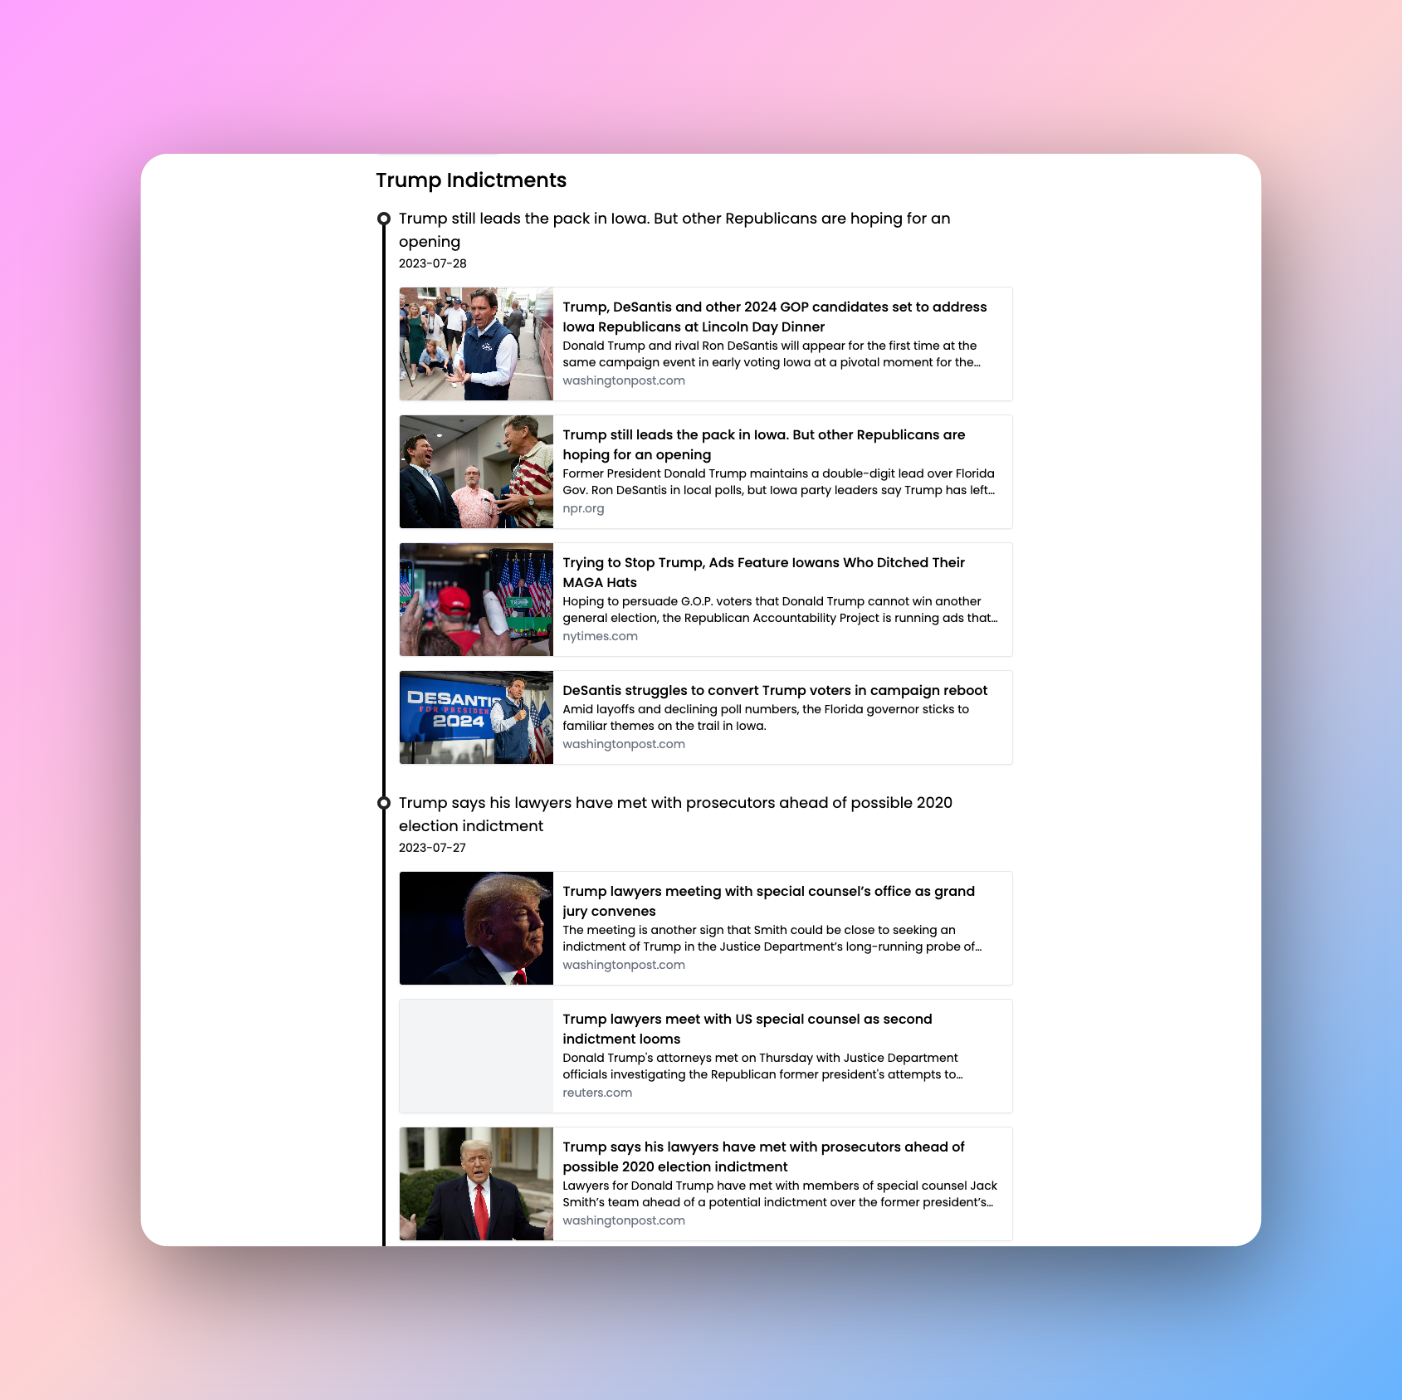 Trump Indictments
Trump still leads the pack in Iowa. But other Republicans are hoping for an
opening
2023-07-28
Trump, DeSantis and other 2024 GOP candidates set to address
Iowa Republicans at Lincoln Day Dinner
Donald Trump and rival Ron DeSantis will appear for the first time at the
same campaign event in early voting Iowa at a pivotal moment for the…
washingtonpost.com
Trump still leads the pack in Iowa. But other Republicans are
hoping for an opening
Former President Donald Trump maintains a double-digit lead over Florida
Gov. Ron DeSantis in local polls, but Iowa party leaders say Trump has left…
npr.org
Trying to Stop Trump, Ads Feature Iowans Who Ditched Their
MAGA Hats
Hoping to persuade G.O.P. voters that Donald Trump cannot win another
general election, the Republican Accountability Project is running ads that…
nytimes.com
DESANTIS
FOR PRESIDENT
2024
DeSantis struggles to convert Trump voters in campaign reboot
Amid layoffs and declining poll numbers, the Florida governor sticks to
familiar themes on the trail in Iowa.
washingtonpost.com
Trump says his lawyers have met with prosecutors ahead of possible 2020
election indictment
2023-07-27
Trump lawyers meeting with special counsel’s office as grand
jury convenes
The meeting is another sign that Smith could be close to seeking an
indictment of Trump in the Justice Department’s long-running probe of…
washingtonpost.com
Trump lawyers meet with US special counsel as second
indictment looms
Donald Trump's attorneys met on Thursday with Justice Department
officials investigating the Republican former president's attempts to…
reuters.com
Trump says his lawyers have met with prosecutors ahead of
possible 2020 election indictment
Lawyers for Donald Trump have met with members of special counsel Jack
Smith’s team ahead of a potential indictment over the former president’s…
washingtonpost.com